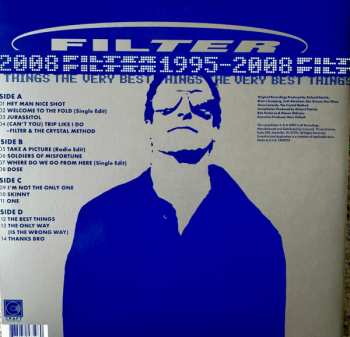 FILTER
2008 FILTER 1995-2008 FILT
THINGS THE VERY BEST THINGS THE VERY BEST THINGS
SIDE A
01 HEY MAN NICE SHOT
02 WELCOME TO THE FOLD (Single Edit)
03 JURASSITOL
04 (CAN'T YOU) TRIP LIKE I DO
-FILTER & THE CRYSTAL METHOD
SIDE B
05 TAKE A PICTURE (Radio Edit)
06 SOLDIERS OF MISFORTUNE
07 WHERE DO WE GO FROM HERE (Single Edit)
08 DOSE
SIDE C
09 I'M NOT THE ONLY ONE
10 SKINNY
11 ONE
SIDE D
12 THE BEST THINGS
13 THE ONLY WAY
(IS THE WRONG WAY)
14 THANKS BRO
CRAFT